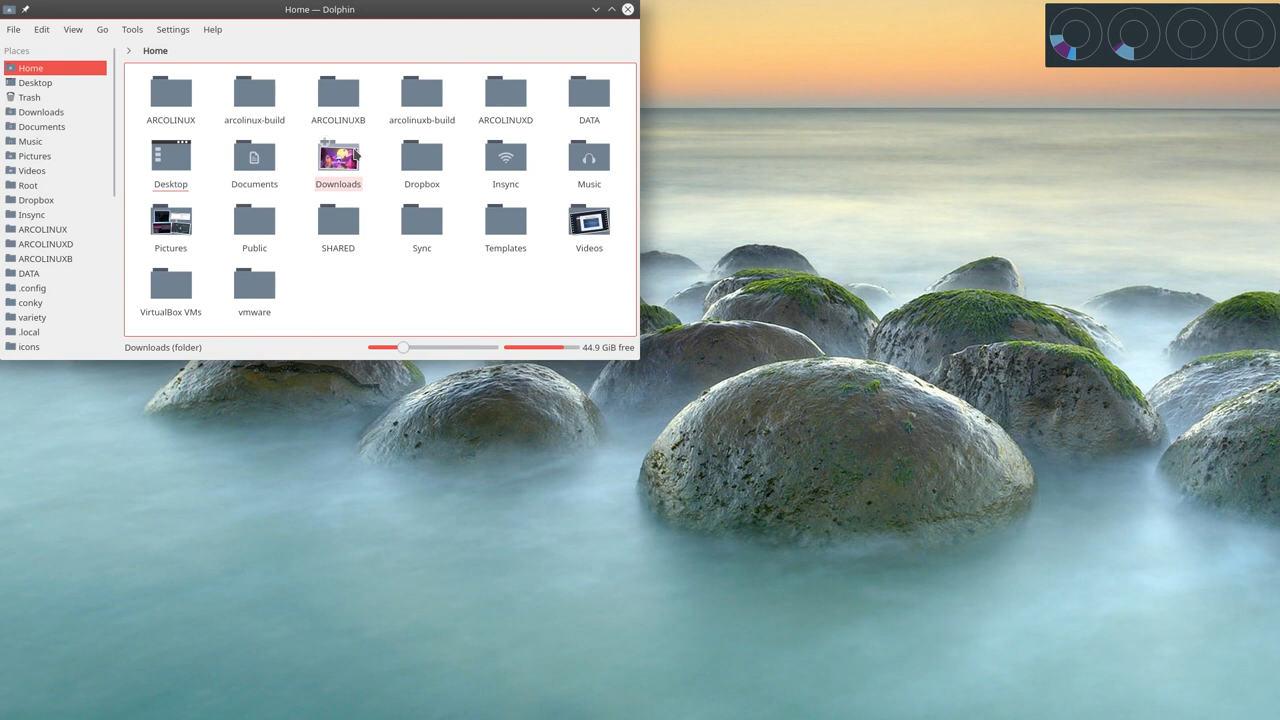 Home — Dolphin
File Edit View Go Tools Settings Help
Places
Home
Desktop
Trash
Downloads
Documents
Music
Pictures
Videos
Root
Dropbox
Insync
ARCOLINUX
ARCOLINUXD
ARCOLINUXB
DATA
.config
conky
variety
.local
icons
Home
ARCOLINUX arcolinux-build ARCOLINUXB arcolinuxb-build ARCOLINUXD DATA
Desktop Documents Downloads Dropbox Insync Music
Pictures Public SHARED Sync Templates Videos
VirtualBox VMs vmware
Downloads (folder) 44.9 GiB free